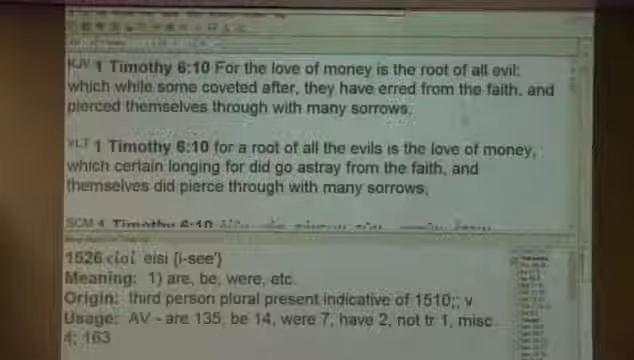 KJV 1 Timothy 6:10 For the love of money is the root of all evil:
which while some coveted after, they have erred from the faith, and
pierced themselves through with many sorrows.
YLT 1 Timothy 6:10 for a root of all the evils is the love of money,
which certain longing for did go astray from the faith, and
themselves did pierce through with many sorrows,
1 Timothy 6:10
1526 εἰσί eisi {i-see'}
Meaning: 1) are, be, were, etc.
Origin: third person plural present indicative of 1510;; v
Usage: AV - are 135, be 14, were 7, have 2, not tr 1, misc
4; 163